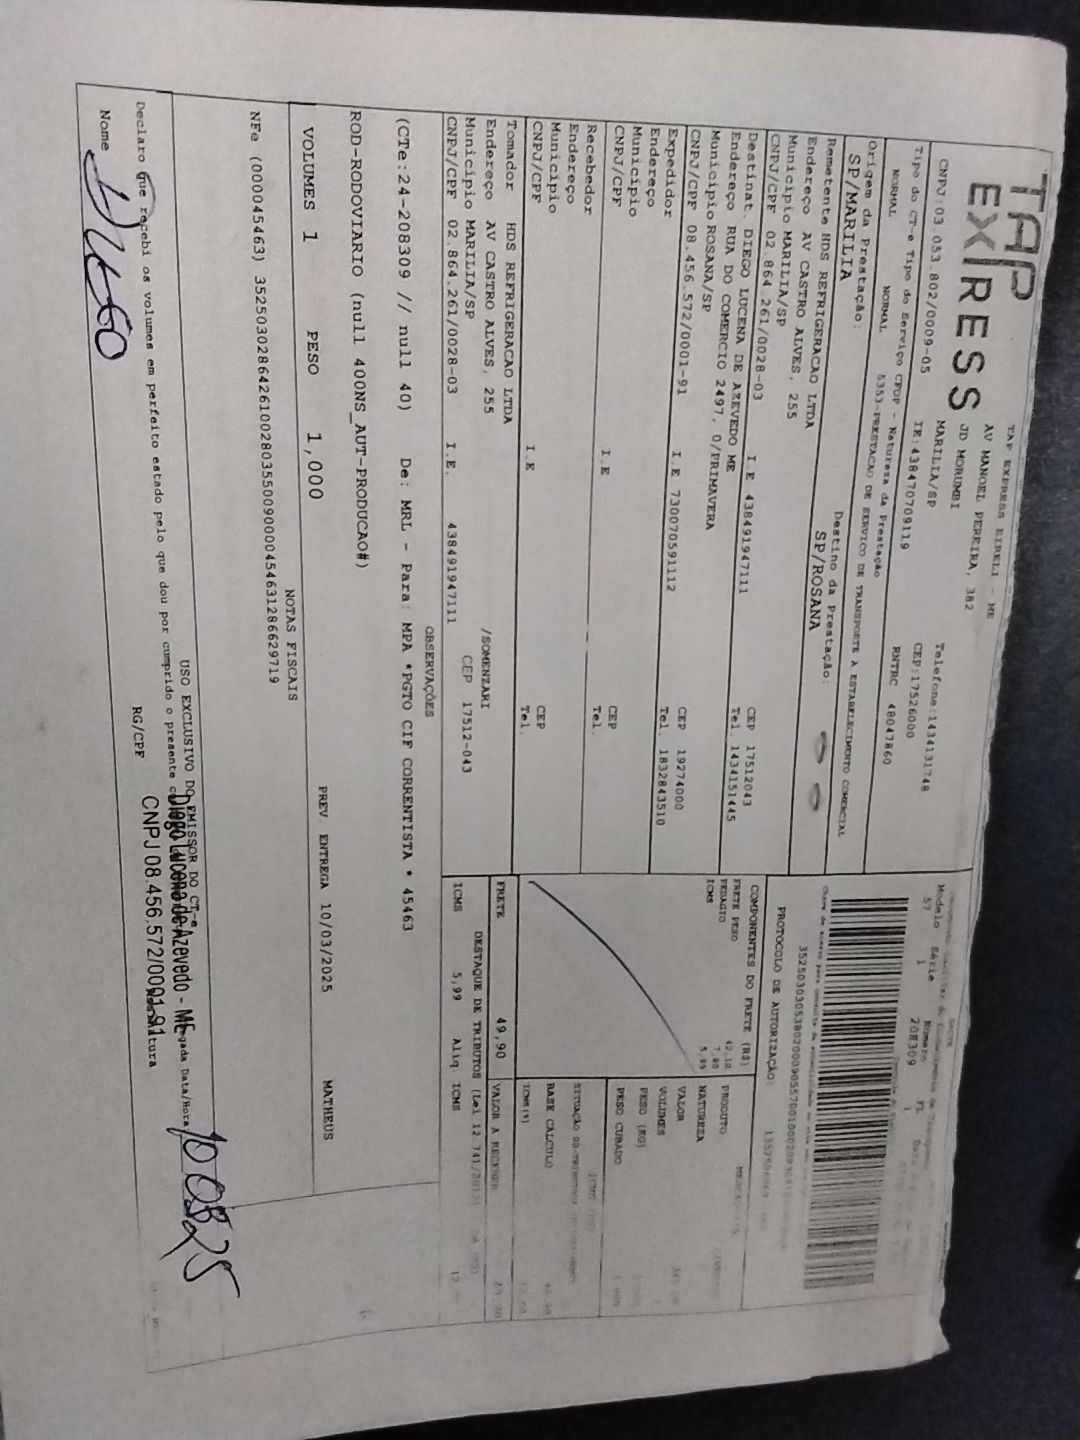 TAP
EXPRESS
TAP EXPRESS EIRELI - ME
AV MANOEL PEREIRA, 382
JD MORUMBI
MARILIA/SP
Telefone:1434131748
CNPJ:03.053.802/0009-05
IE:438470709119
CEP:17526000
Tipo do CT-e Tipo do Serviço CFOP - Natureza da Prestação
RNTRC 48047860
NORMAL NORMAL 5353-PRESTACAO DE SERVICO DE TRANSPORTE A ESTABELECIMENTO COMERCIAL
Origem da Prestação:
SP/MARILIA
Destino da Prestação:
SP/ROSANA
Remetente HDS REFRIGERACAO LTDA
Endereço AV CASTRO ALVES, 255
Município MARILIA/SP
CEP 17512043
CNPJ/CPF 02.864.261/0028-03 I.E 438491947111 Tel. 1434151445
Destinat. DIEGO LUCENA DE AZEVEDO ME
Endereço RUA DO COMERCIO 2497, 0/PRIMAVERA
Município ROSANA/SP
CEP 19274000
CNPJ/CPF 08.456.572/0001-91 I.E 730070591112 Tel. 1832843510
Expedidor
Endereço
Município
CEP
CNPJ/CPF I.E Tel.
Recebedor
Endereço
Município
CEP
CNPJ/CPF I.E Tel.
Tomador HDS REFRIGERACAO LTDA
Endereço AV CASTRO ALVES, 255 /SOMENZARI
Município MARILIA/SP CEP 17512-043
CNPJ/CPF 02.864.261/0028-03 I.E. 438491947111
Modelo Série Número FL
57 1 208309 1
PROTOCOLO DE AUTORIZAÇÃO:
COMPONENTES DO FRETE (R$)
FRETE PESO 42,10
PEDAGIO 7,80
ICMS 5,99
FRETE 49,90
PRODUTO
NATUREZA
VALOR
VOLUMES
PESO (KG)
PESO CUBADO
BASE CALCULO
ICMS(%)
VALOR A RECEBER
DESTAQUE DE TRIBUTOS (Lei 12.741/2012)
ICMS 5,99 Aliq ICMS
OBSERVAÇÕES
(CTe:24-208309 // null 40) De: MRL - Para: MPA *PGTO CIF CORRENTISTA * 45463
ROD-RODOVIARIO (null 400NS_AUT-PRODUCAO#)
VOLUMES 1 PESO 1,000 PREV. ENTREGA 10/03/2025 MATHEUS
NOTAS FISCAIS
NFe (000045463) 35250302864261002803550090000454631286629719
USO EXCLUSIVO DO EMISSOR DO CT-e
Declaro que recebi os volumes em perfeito estado pelo que dou por cumprido o presente
Data/Hora 10 03 25
Diego Lucena de Azevedo - ME
CNPJ 08.456.572/0001-91
Nome
RG/CPF